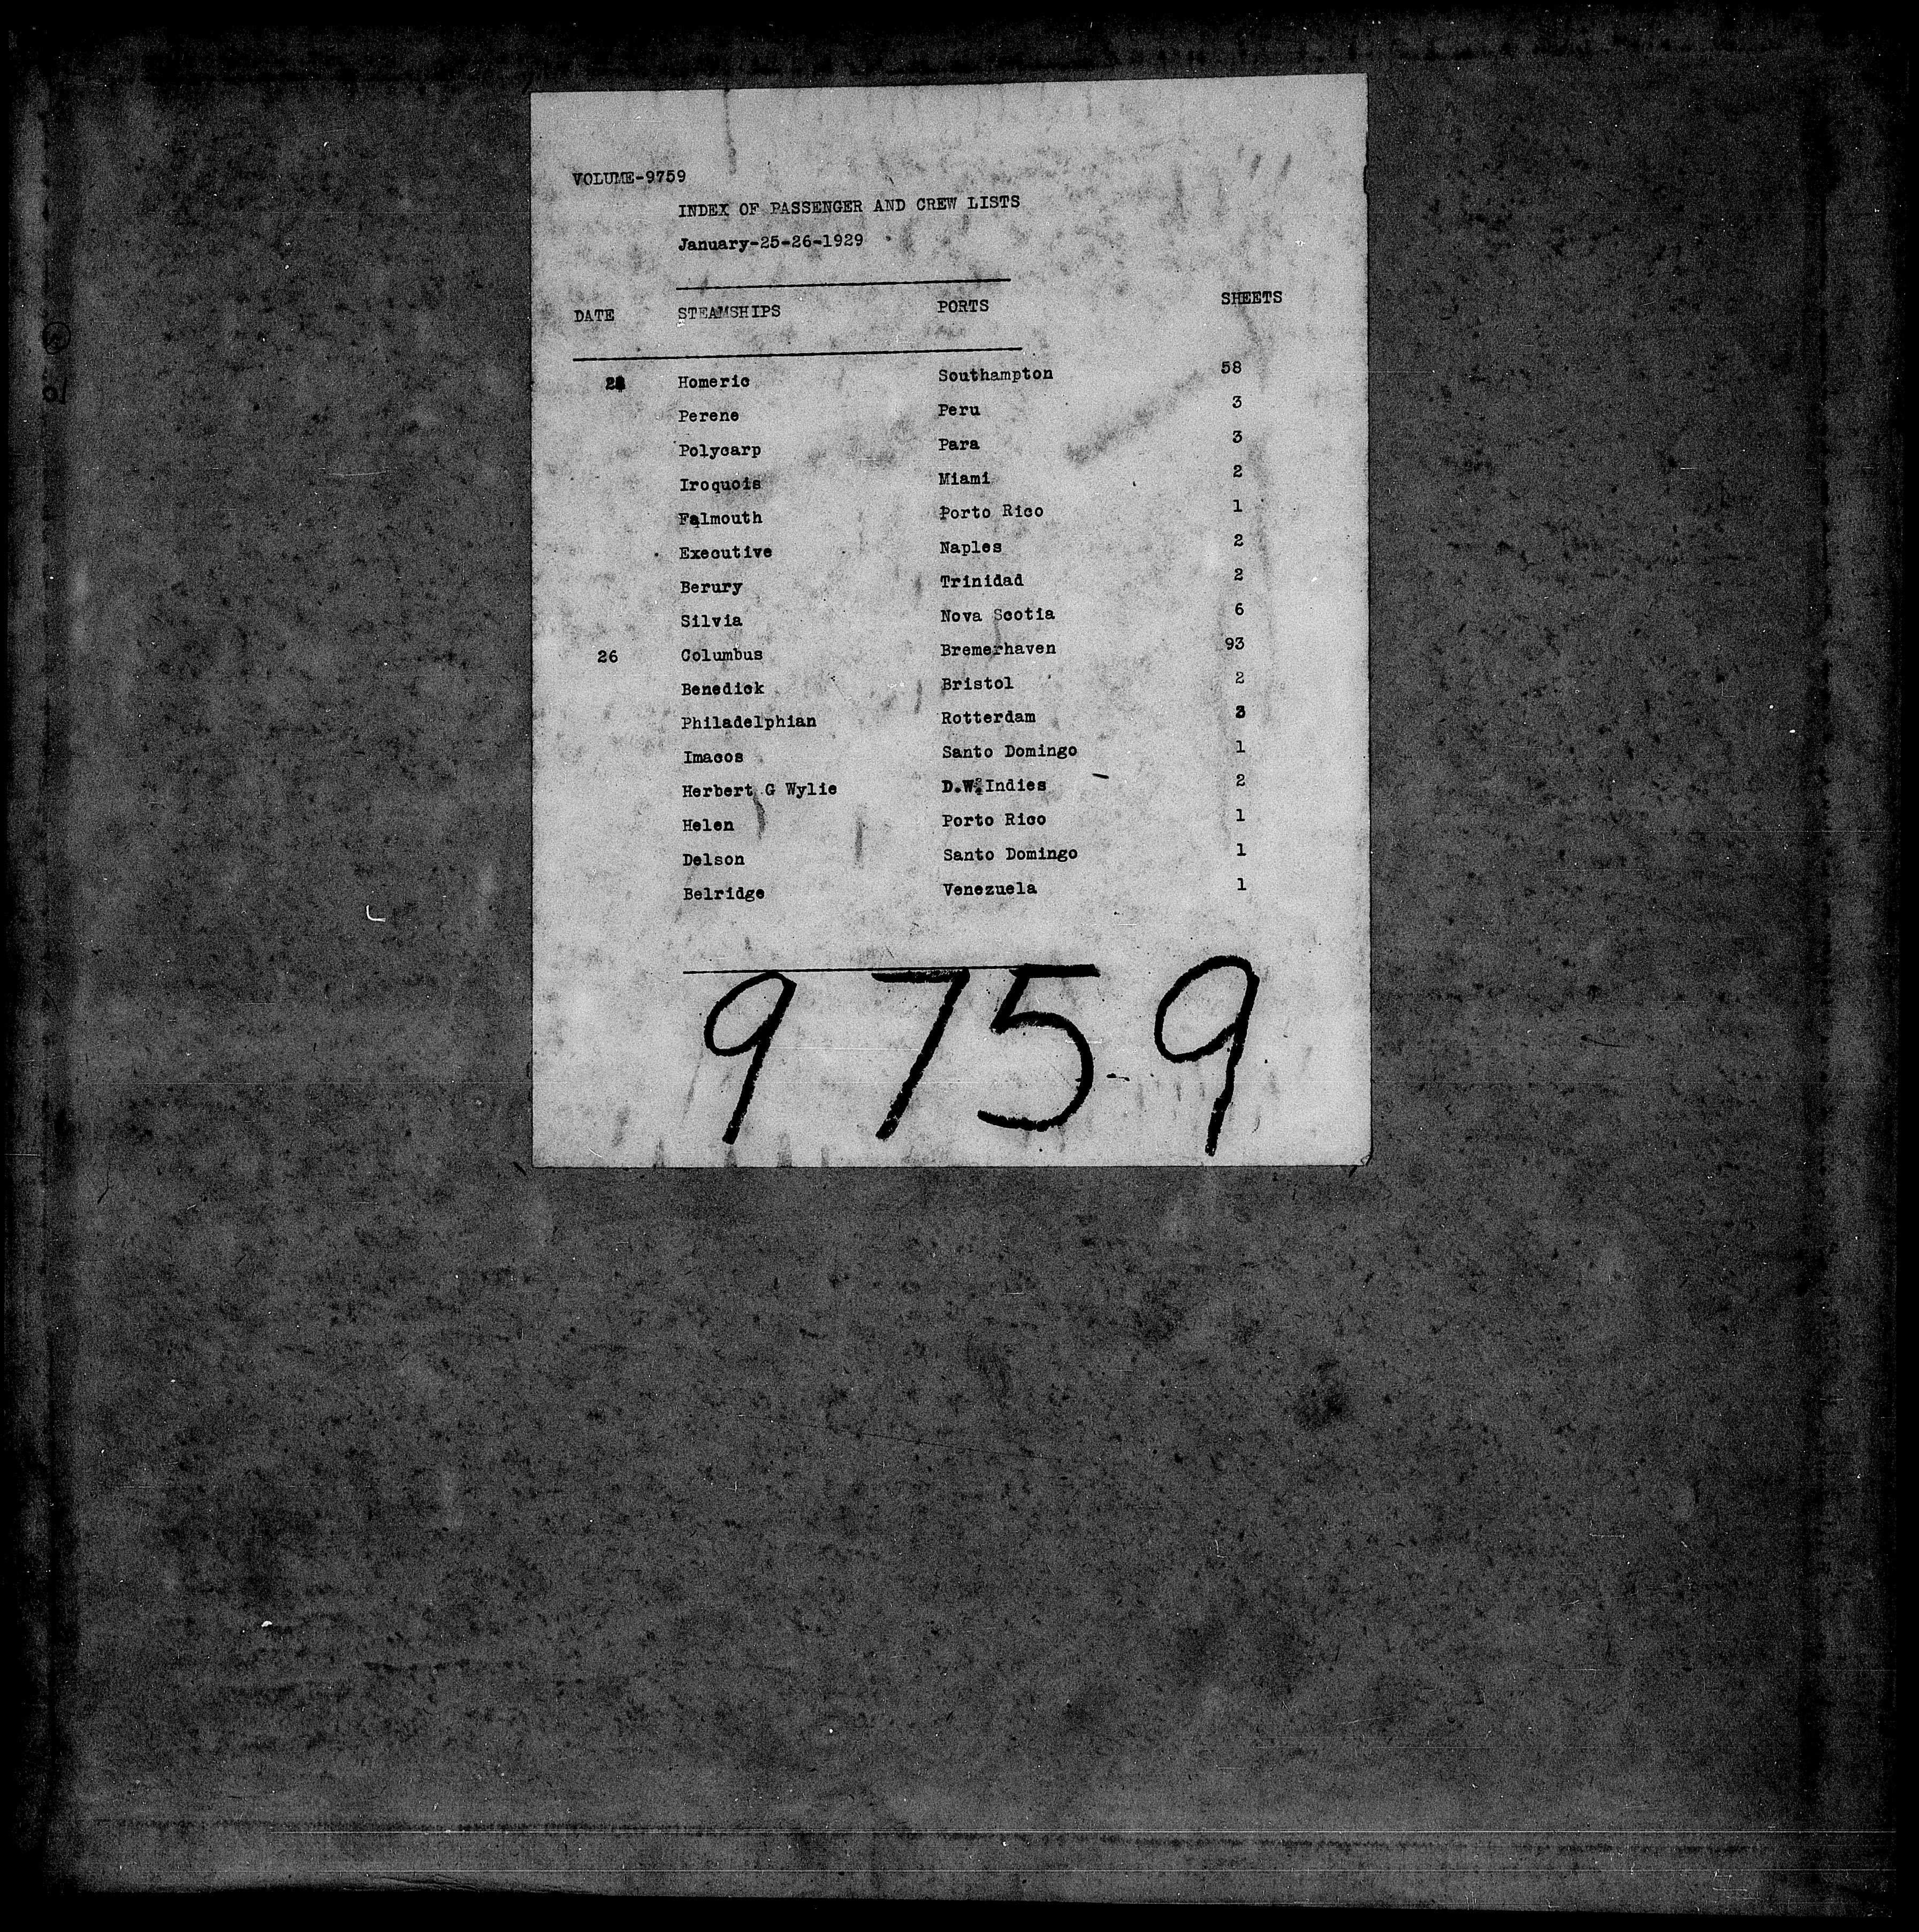 VOLUME-9759
INDEX OF PASSENGER AND CREW LISTS
January-25-26-1929
DATE STEAMSHIPS PORTS SHEETS
Homeric Southampton 58
Perene Peru 3
Polycarp Para 3
Iroquois Miami 2
Falmouth Porto Rico 1
Executive Naples 2
Berury Trinidad 2
Silvia Nova Scotia 6
26 Columbus Bremerhaven 93
Benedick Bristol 2
Philadelphian Rotterdam 3
Imacos Santo Domingo 1
Herbert G Wylie D.W. Indies 2
Helen Porto Rico 1
Delson Santo Domingo 1
Belridge Venezuela 1
9759